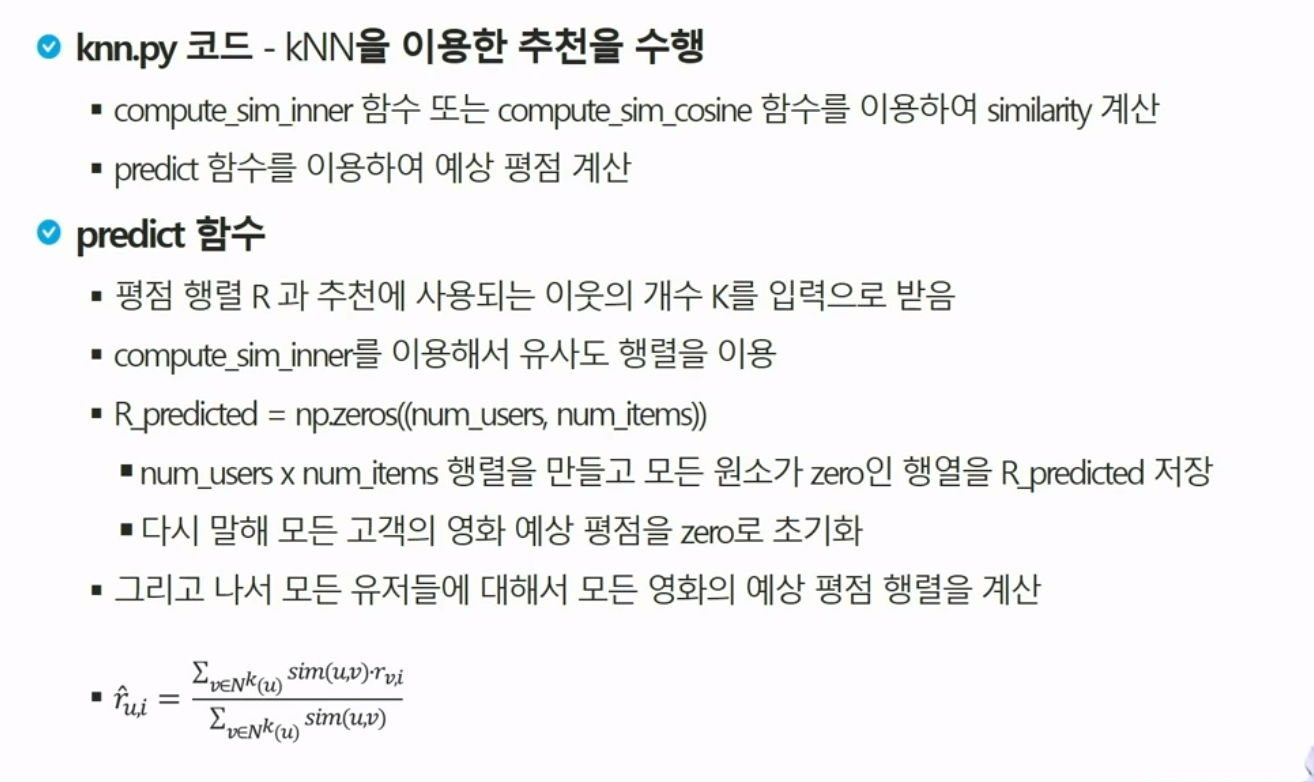 knn.py 코드 - kNN을 이용한 추천을 수행
▪ compute_sim_inner 함수 또는 compute_sim_cosine 함수를 이용하여 similarity 계산
▪ predict 함수를 이용하여 예상 평점 계산
predict 함수
▪ 평점 행렬 R 과 추천에 사용되는 이웃의 개수 K를 입력으로 받음
▪ compute_sim_inner를 이용해서 유사도 행렬을 이용
▪ R_predicted = np.zeros((num_users, num_items))
▪ num_users x num_items 행렬을 만들고 모든 원소가 zero인 행열을 R_predicted 저장
▪ 다시 말해 모든 고객의 영화 예상 평점을 zero로 초기화
▪ 그리고 나서 모든 유저들에 대해서 모든 영화의 예상 평점 행렬을 계산
▪ r̂_{u,i} = \frac{∑_{v∈N^k(u)} sim(u,v)·r_{v,i}}{∑_{v∈N^k(u)} sim(u,v)}